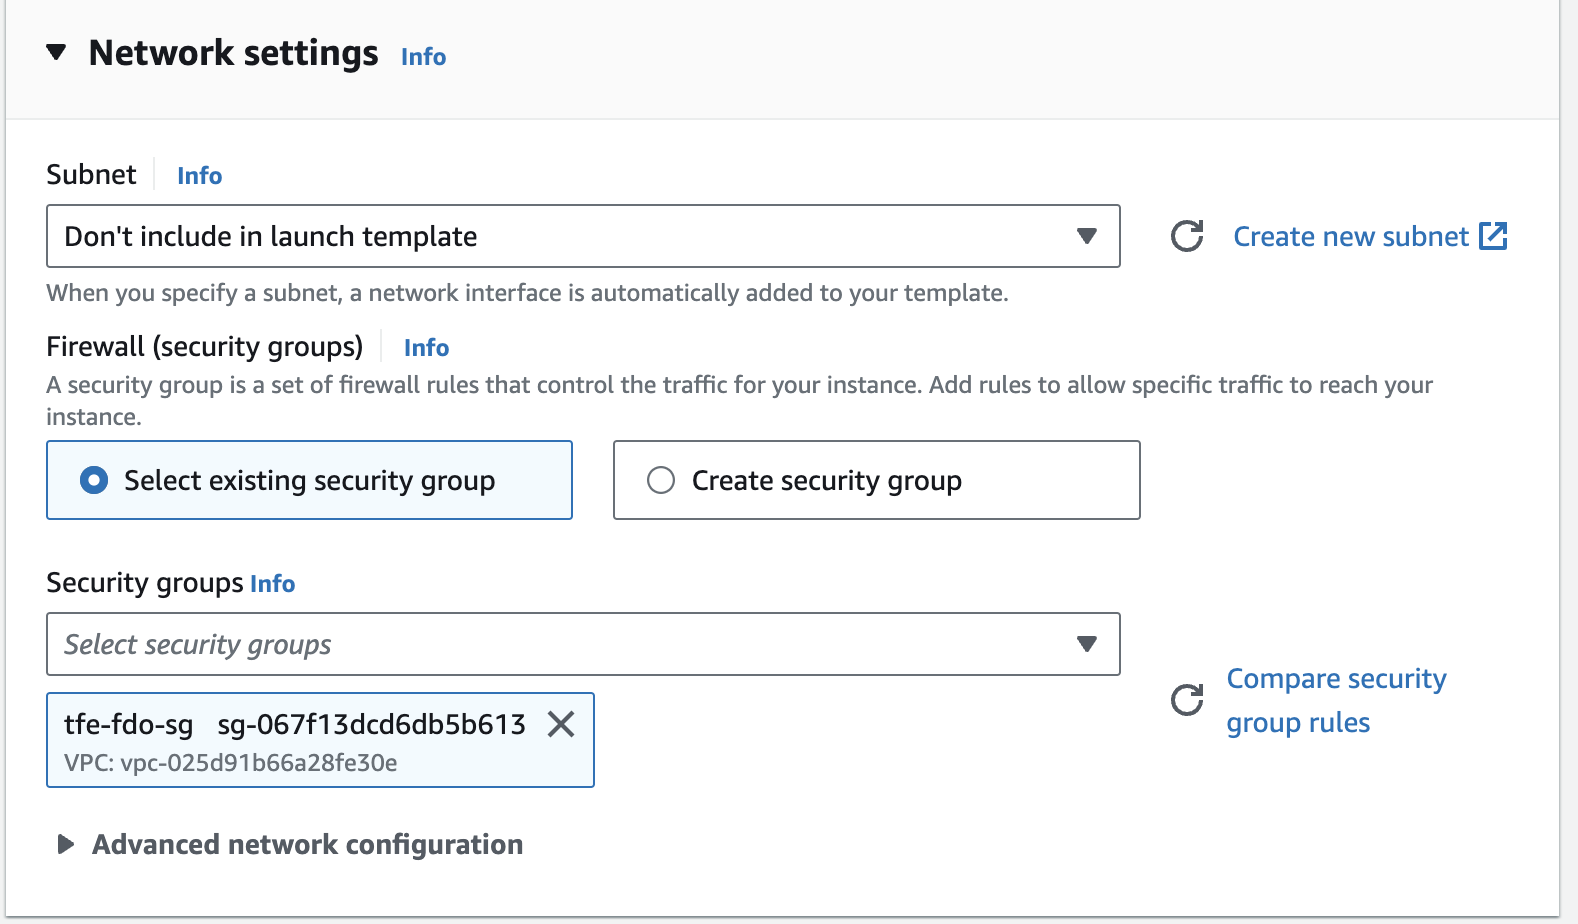 Network settings Info
Subnet Info
Don't include in launch template
Create new subnet
When you specify a subnet, a network interface is automatically added to your template.
Firewall (security groups) Info
A security group is a set of firewall rules that control the traffic for your instance. Add rules to allow specific traffic to reach your
instance.
Select existing security group
Create security group
Security groups Info
Select security groups
Compare security
group rules
tfe-fdo-sg sg-067f13dcd6db5b613
VPC: vpc-025d91b66a28fe30e
Advanced network configuration